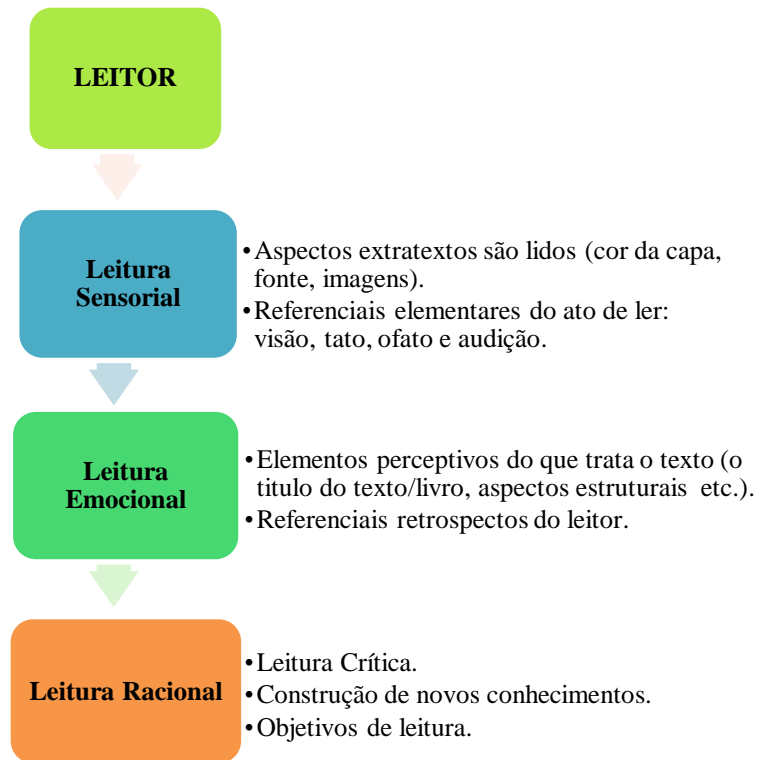 LEITOR
Leitura
Sensorial
•Aspectos extratextos são lidos (cor da capa,
fonte, imagens).
•Referenciais elementares do ato de ler:
visão, tato, ofato e audição.
Leitura
Emocional
•Elementos perceptivos do que trata o texto (o
titulo do texto/livro, aspectos estruturais etc.).
•Referenciais retrospectos do leitor.
Leitura Racional
•Leitura Crítica.
•Construção de novos conhecimentos.
•Objetivos de leitura.